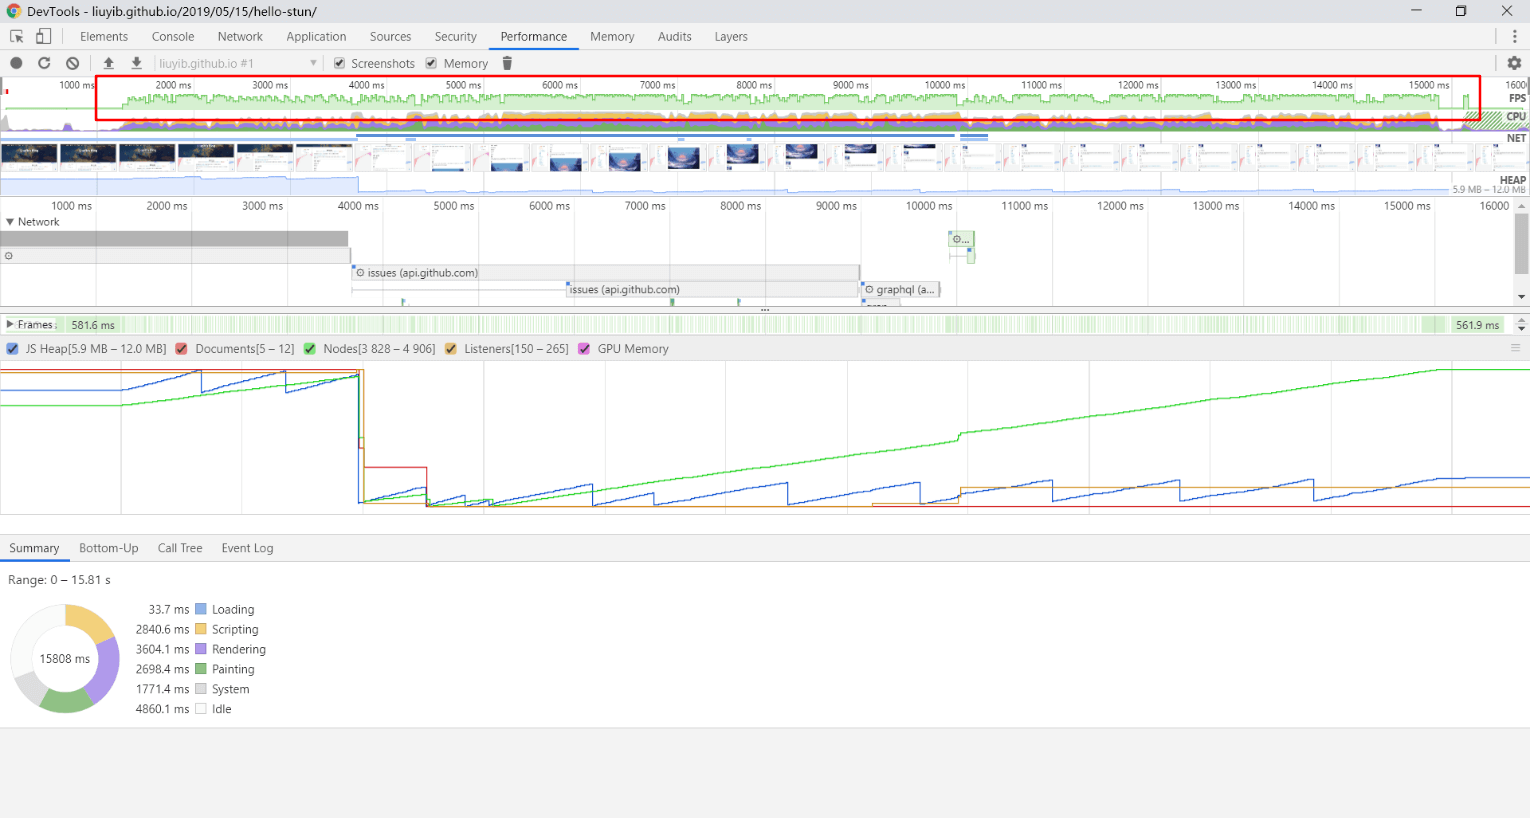 DevTools - liuyib.github.io/2019/05/15/hello-stun/
Elements Console Network Application Sources Security Performance Memory Audits Layers
liuyib.github.io #1 Screenshots Memory
1000 ms 2000 ms 3000 ms 4000 ms 5000 ms 6000 ms 7000 ms 8000 ms 9000 ms 10000 ms 11000 ms 12000 ms 13000 ms 14000 ms 15000 ms 1600
FPS
CPU
NET
HEAP
5.9 MB – 12.0 MB
1000 ms 2000 ms 3000 ms 4000 ms 5000 ms 6000 ms 7000 ms 8000 ms 9000 ms 10000 ms 11000 ms 12000 ms 13000 ms 14000 ms 15000 ms 16000
Network
...
issues (api.github.com)
issues (api.github.com) graphql (a...
Frames 581.6 ms 561.9 ms
JS Heap[5.9 MB – 12.0 MB] Documents[5 – 12] Nodes[3 828 – 4 906] Listeners[150 – 265] GPU Memory
Summary Bottom-Up Call Tree Event Log
Range: 0 – 15.81 s
33.7 ms Loading
2840.6 ms Scripting
3604.1 ms Rendering
15808 ms
2698.4 ms Painting
1771.4 ms System
4860.1 ms Idle